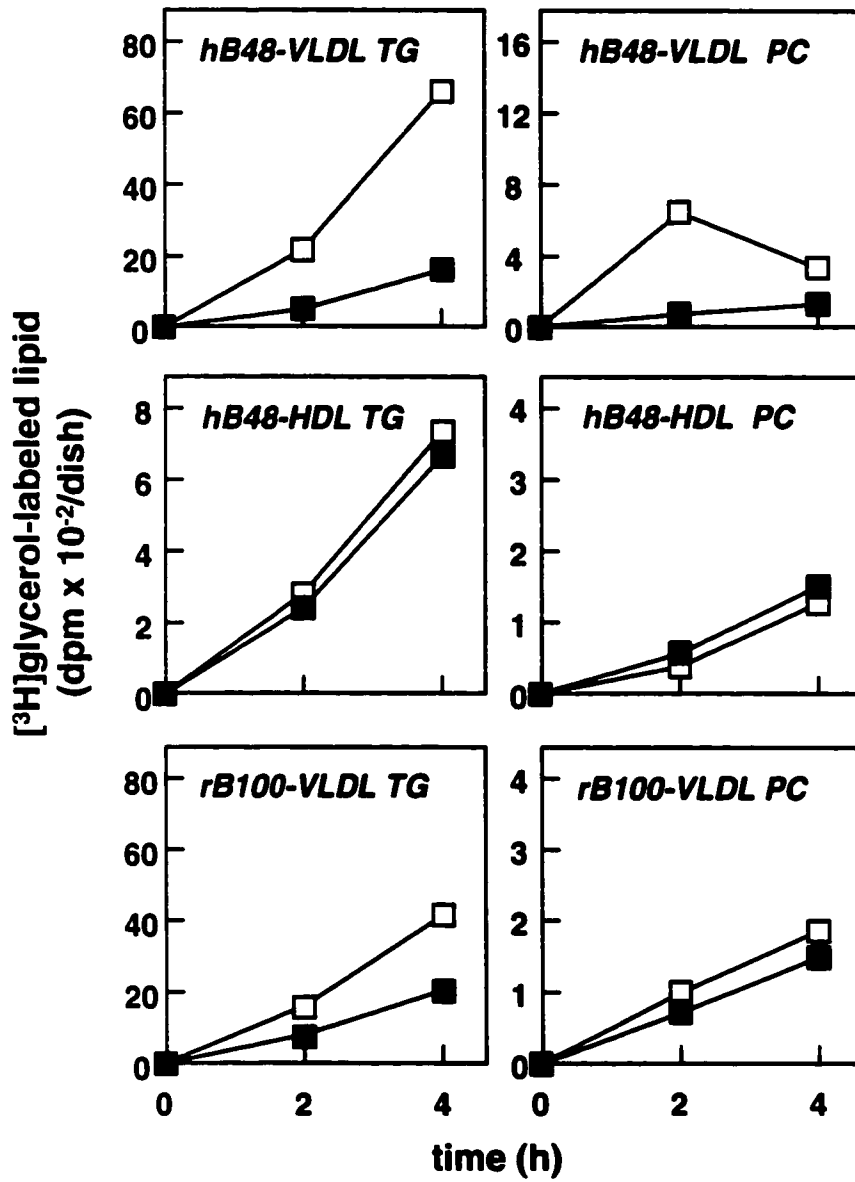 [³H]glycerol-labeled lipid
(dpm x 10⁻²/dish)
hB48-VLDL TG
80
60
40
20
0
hB48-VLDL PC
16
12
8
4
0
hB48-HDL TG
8
6
4
2
0
hB48-HDL PC
4
3
2
1
0
rB100-VLDL TG
80
60
40
20
0
rB100-VLDL PC
4
3
2
1
0
0 2 4
0 2 4
time (h)